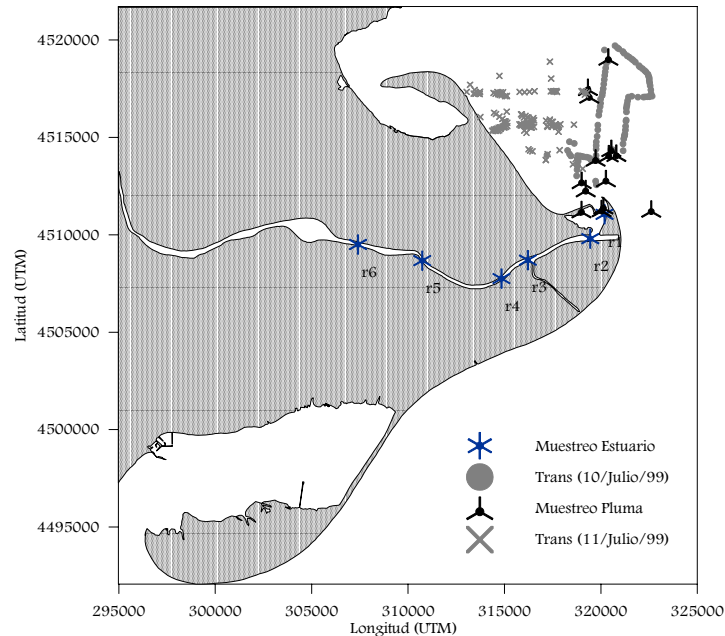 4520000
4515000
4510000
4505000
4500000
4495000
Latitud (UTM)
r1
r2
r3
r4
r5
r6
Muestreo Estuario
Trans (10/Julio/99)
Muestreo Pluma
Trans (11/Julio/99)
295000 300000 305000 310000 315000 320000 325000
Longitud (UTM)